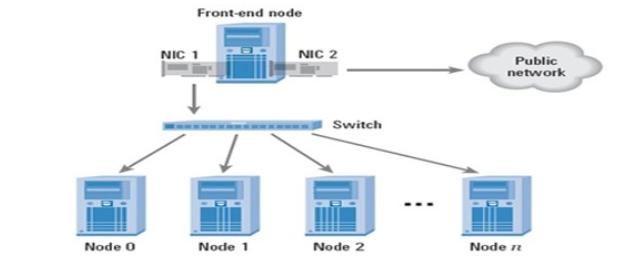 Front-end node
NIC 1
NIC 2
Public
network
Switch
...
Node 0
Node 1
Node 2
Node n